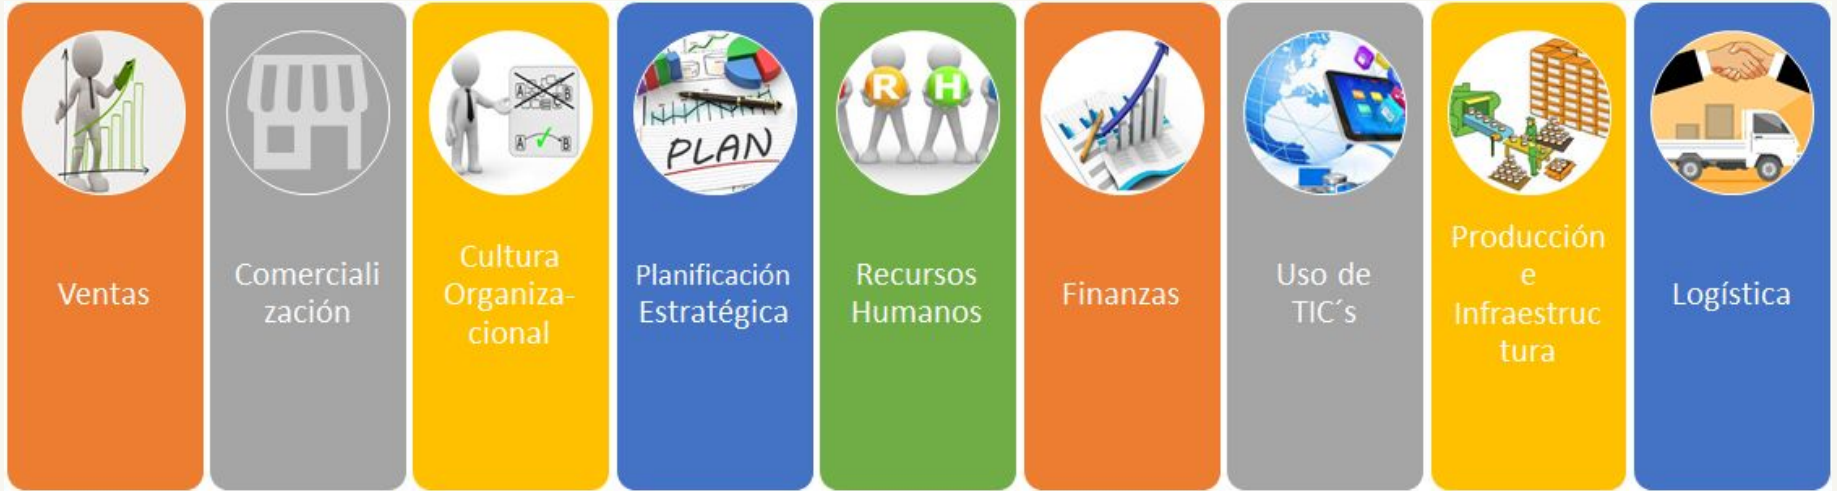 Ventas
Comerciali
zación
A
B
A
B
Cultura
Organiza-
cional
PLAN
Planificación
Estratégica
R
H
Recursos
Humanos
Finanzas
Uso de
TIC´s
Producción
e
Infraestruc
tura
Logística